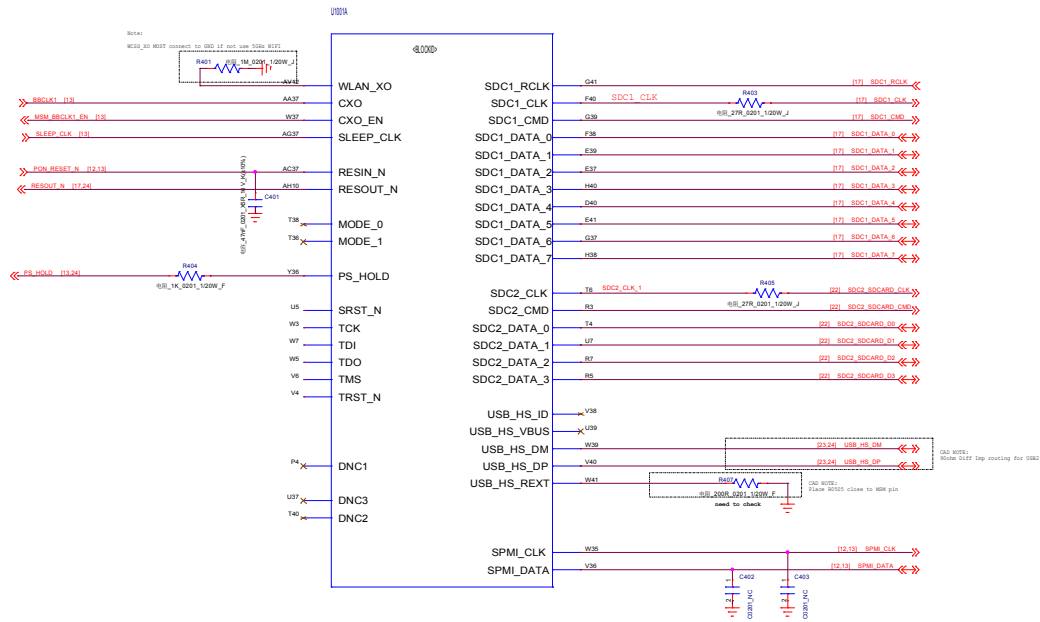 U1001A
Note:
WCSS_XO MUST connect to GND if not use 5GHz WIFI
<BLOCKID>
R401
电阻_1M_0201_1/20W_J
AV42
WLAN_XO
BBCLK1 [13]
AA37
CXO
MSM_BBCLK1_EN [13]
W37
CXO_EN
SLEEP_CLK [13]
AG37
SLEEP_CLK
PON_RESET_N [12,13]
AC37
RESIN_N
RESOUT_N [17,24]
AH10
RESOUT_N
C401
T38
MODE_0
T36
MODE_1
PS_HOLD [13,24]
R404
电阻_1K_0201_1/20W_F
Y36
PS_HOLD
U5
SRST_N
W3
TCK
W7
TDI
W5
TDO
V6
TMS
V4
TRST_N
P4
DNC1
U37
DNC3
T40
DNC2
SDC1_RCLK
G41
[17] SDC1_RCLK
SDC1_CLK
F40
SDC1_CLK
R403
电阻_27R_0201_1/20W_J
[17] SDC1_CLK
SDC1_CMD
G39
[17] SDC1_CMD
SDC1_DATA_0
F38
[17] SDC1_DATA_0
SDC1_DATA_1
E39
[17] SDC1_DATA_1
SDC1_DATA_2
E37
[17] SDC1_DATA_2
SDC1_DATA_3
H40
[17] SDC1_DATA_3
SDC1_DATA_4
D40
[17] SDC1_DATA_4
SDC1_DATA_5
E41
[17] SDC1_DATA_5
SDC1_DATA_6
G37
[17] SDC1_DATA_6
SDC1_DATA_7
H38
[17] SDC1_DATA_7
SDC2_CLK
T6
SDC2_CLK_1
R405
电阻_27R_0201_1/20W_J
[22] SDC2_SDCARD_CLK
SDC2_CMD
R3
[22] SDC2_SDCARD_CMD
SDC2_DATA_0
T4
[22] SDC2_SDCARD_D0
SDC2_DATA_1
U7
[22] SDC2_SDCARD_D1
SDC2_DATA_2
R7
[22] SDC2_SDCARD_D2
SDC2_DATA_3
R5
[22] SDC2_SDCARD_D3
USB_HS_ID
V38
USB_HS_VBUS
U39
USB_HS_DM
W39
[23,24] USB_HS_DM
USB_HS_DP
V40
[23,24] USB_HS_DP
CAD NOTE:
90ohm Diff Imp routing for USB2
USB_HS_REXT
W41
R407
电阻_200R_0201_1/20W_F
need to check
CAD NOTE:
Place R0505 close to MSM pin
SPMI_CLK
W35
[12,13] SPMI_CLK
SPMI_DATA
V36
[12,13] SPMI_DATA
C402
1
2
C0201_NC
C403
1
2
C0201_NC